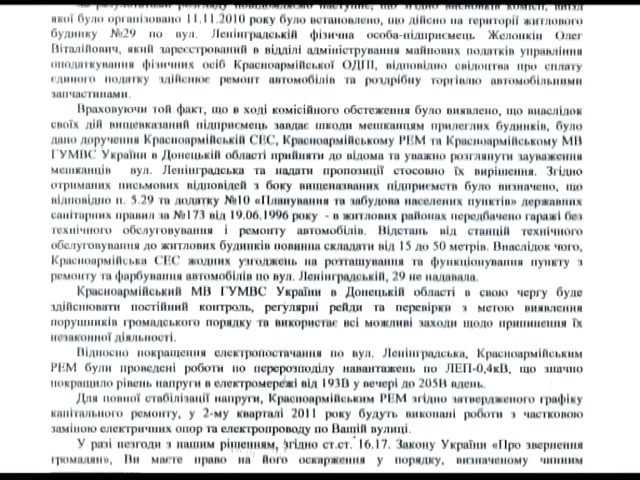 За результатами розгляду повідомляємо наступне, що згідно висновків комісії, виїзд
якої було організовано 11.11.2010 року було встановлено, що дійсно на території житлового
будинку №29 по вул. Ленінградській фізична особа-підприємець Желонкін Олег
Віталійович, який зареєстрований в відділі адміністрування майнових податків управління
оподаткування фізичних осіб Красноармійської ОДПІ, відповідно свідоцтва про сплату
єдиного податку здійснює ремонт автомобілів та роздрібну торгівлю автомобільними
запчастинами.
Враховуючи той факт, що в ході комісійного обстеження було виявлено, що внаслідок
своїх дій вищевказаний підприємець завдає шкоди мешканцям прилеглих будинків, було
дано доручення Красноармійській СЕС, Красноармійському РЕМ та Красноармійському МВ
ГУМВС України в Донецькій області прийняти до відома та уважно розглянути зауваження
мешканців вул. Ленінградська та надати пропозиції стосовно їх вирішення. Згідно
отриманих письмових відповідей з боку вищеназваних підприємств було визначено, що
відповідно п. 5.29 та додатку №10 «Планування та забудова населених пунктів» державних
санітарних правил за №173 від 19.06.1996 року - в житлових районах передбачено гаражі без
технічного обслуговування і ремонту автомобілів. Відстань від станцій технічного
обслуговування до житлових будинків повинна складати від 15 до 50 метрів. Внаслідок чого,
Красноармійська СЕС жодних узгоджень на розташування та функціонування пункту з
ремонту та фарбування автомобілів по вул. Ленінградській, 29 не надавала.
Красноармійський МВ ГУМВС України в Донецькій області в свою чергу буде
здійснювати постійний контроль, регулярні рейди та перевірки з метою виявлення
порушників громадського порядку та використає всі можливі заходи щодо припинення їх
незаконної діяльності.
Відносно покращення електропостачання по вул. Ленінградська, Красноармійським
РЕМ були проведені роботи по перерозподілу навантажень по ЛЕП-0,4кВ, що значно
покращило рівень напруги в електромережі від 193В у вечері до 205В вдень.
Для повної стабілізації напруги, Красноармійським РЕМ згідно затвердженого графіку
капітального ремонту, у 2-му кварталі 2011 року будуть виконані роботи з частковою
заміною електричних опор та електропроводу по Вашій вулиці.
У разі незгоди з нашим рішенням, згідно ст.ст. 16.17. Закону України «Про звернення
громадян», Ви маєте право на його оскарження у порядку, визначеному чинним